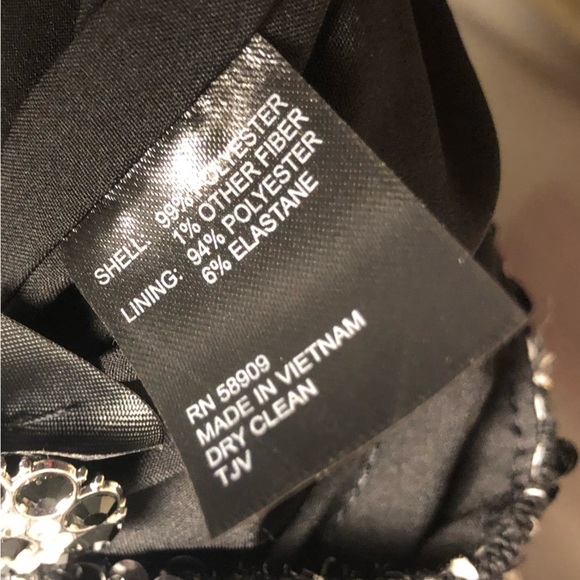 SHELL: 99% POLYESTER
1% OTHER FIBER
LINING: 94% POLYESTER
6% ELASTANE
RN 58909
MADE IN VIETNAM
DRY CLEAN
TJV